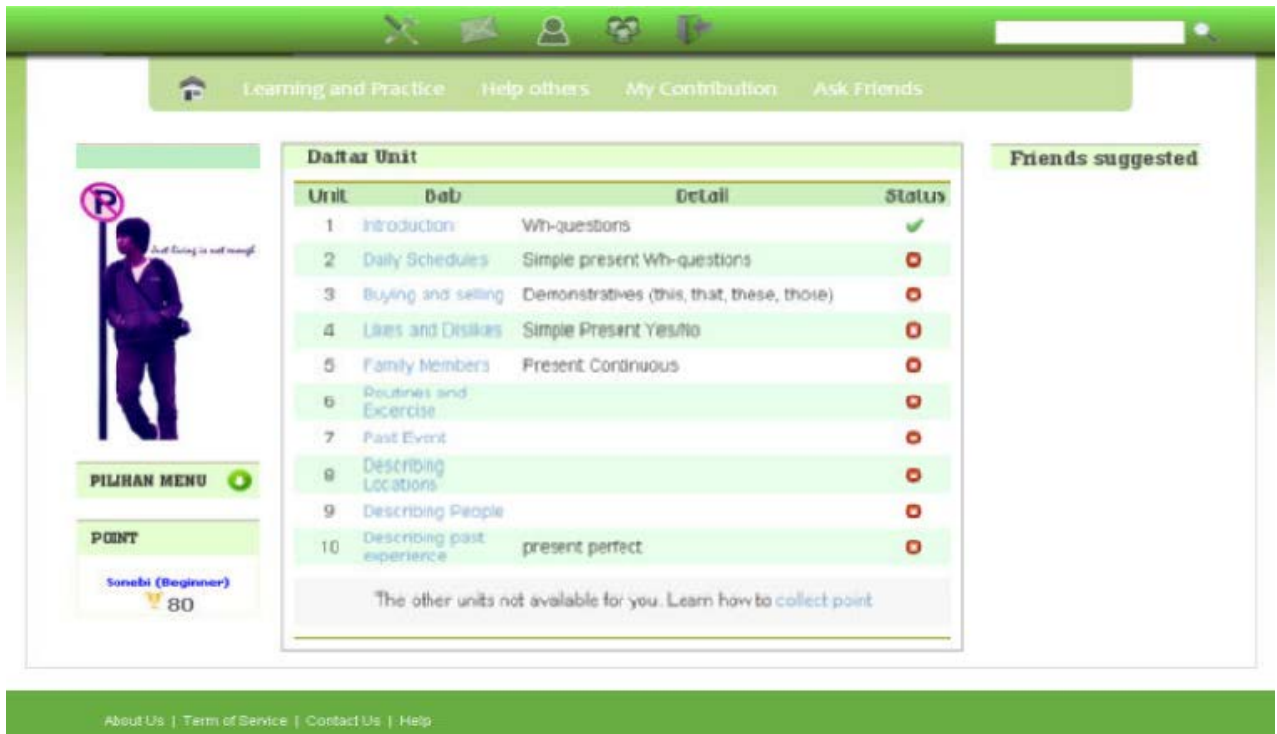 Learning and Practice Help others My Contribution Ask Friends
Daftar Unit
Friends suggested
Unit Bab Detail Status
1 Introduction Wh-questions
2 Daily Schedules Simple present Wh-questions
3 Buying and selling Demonstratives (this, that, these, those)
4 Likes and Dislikes Simple Present Yes/No
5 Family Members Present Continuous
6 Routines and
Excercise
7 Past Event
8 Describing
Locations
9 Describing People
10 Describing past
experience present perfect
The other units not available for you. Learn how to collect point
P
Just living is not enough
PILIHAN MENU
POINT
Sonebi (Beginner)
80
About Us | Term of Service | Contact Us | Help